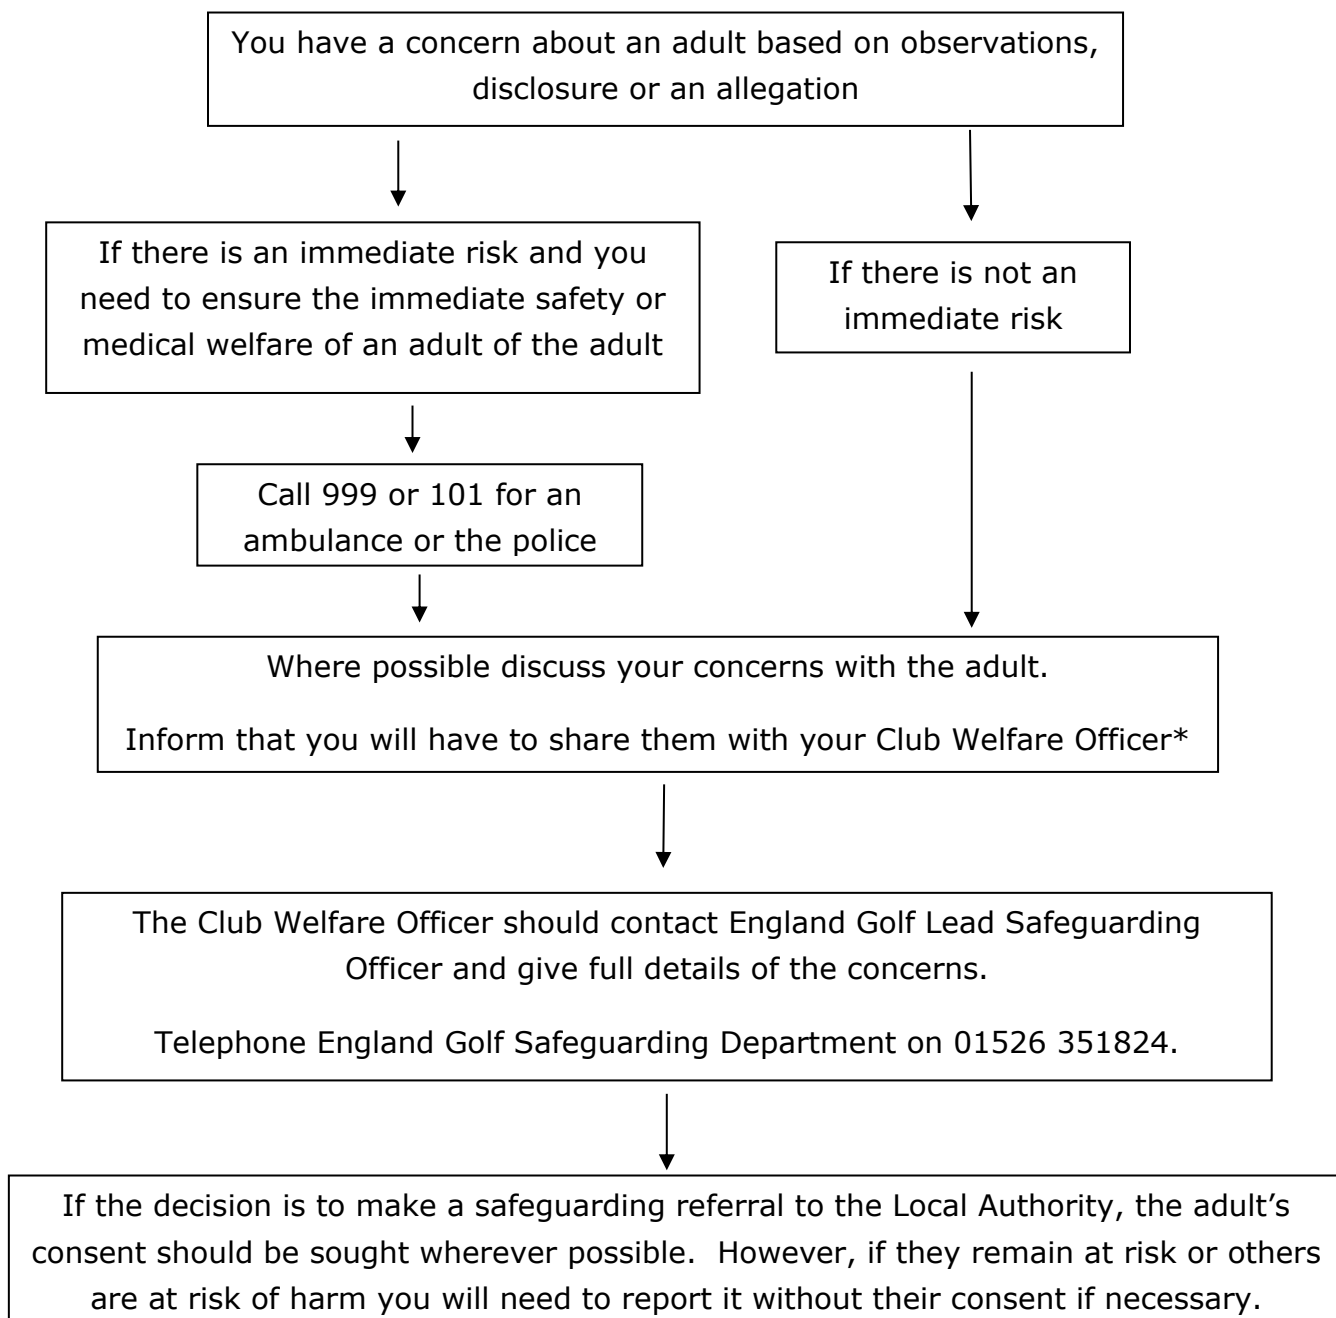 You have a concern about an adult based on observations,
disclosure or an allegation
If there is an immediate risk and you
need to ensure the immediate safety or
medical welfare of an adult of the adult
If there is not an
immediate risk
Call 999 or 101 for an
ambulance or the police
Where possible discuss your concerns with the adult.
Inform that you will have to share them with your Club Welfare Officer*
The Club Welfare Officer should contact England Golf Lead Safeguarding
Officer and give full details of the concerns.
Telephone England Golf Safeguarding Department on 01526 351824.
If the decision is to make a safeguarding referral to the Local Authority, the adult’s
consent should be sought wherever possible.  However, if they remain at risk or others
are at risk of harm you will need to report it without their consent if necessary.